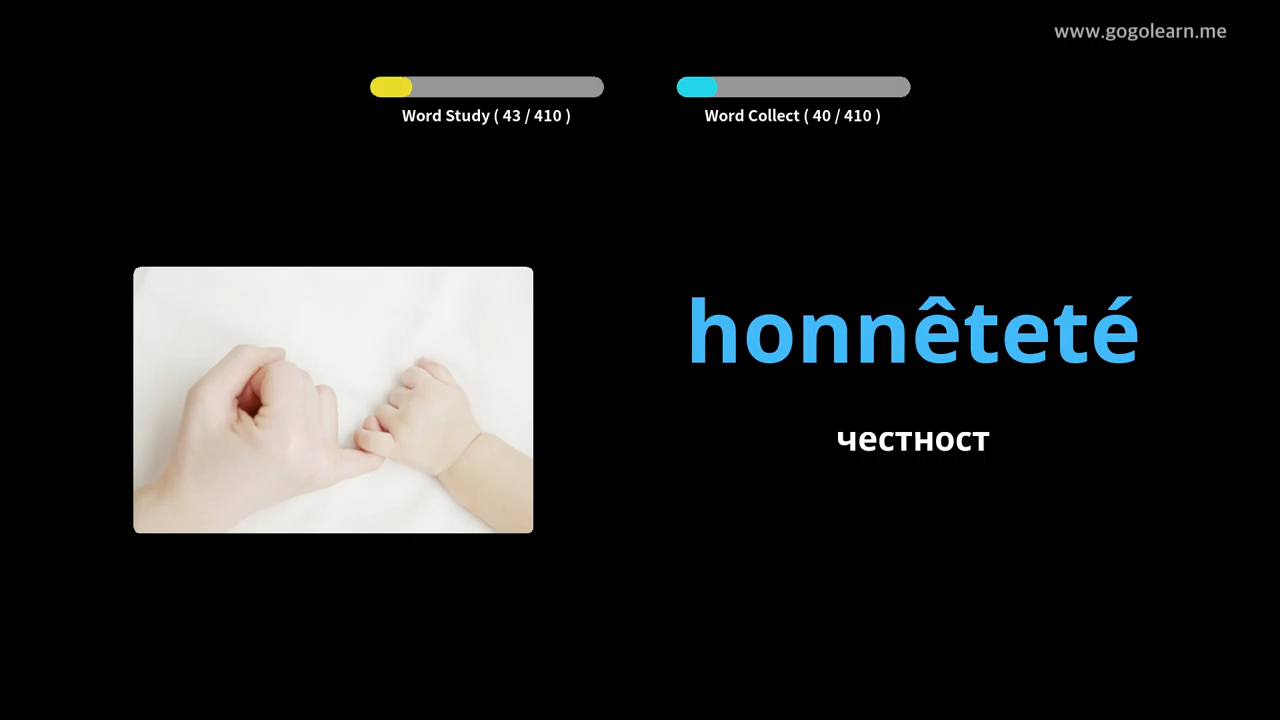 www.gogolearn.me
Word Study ( 43 / 410 )
Word Collect ( 40 / 410 )
honnêteté
честност